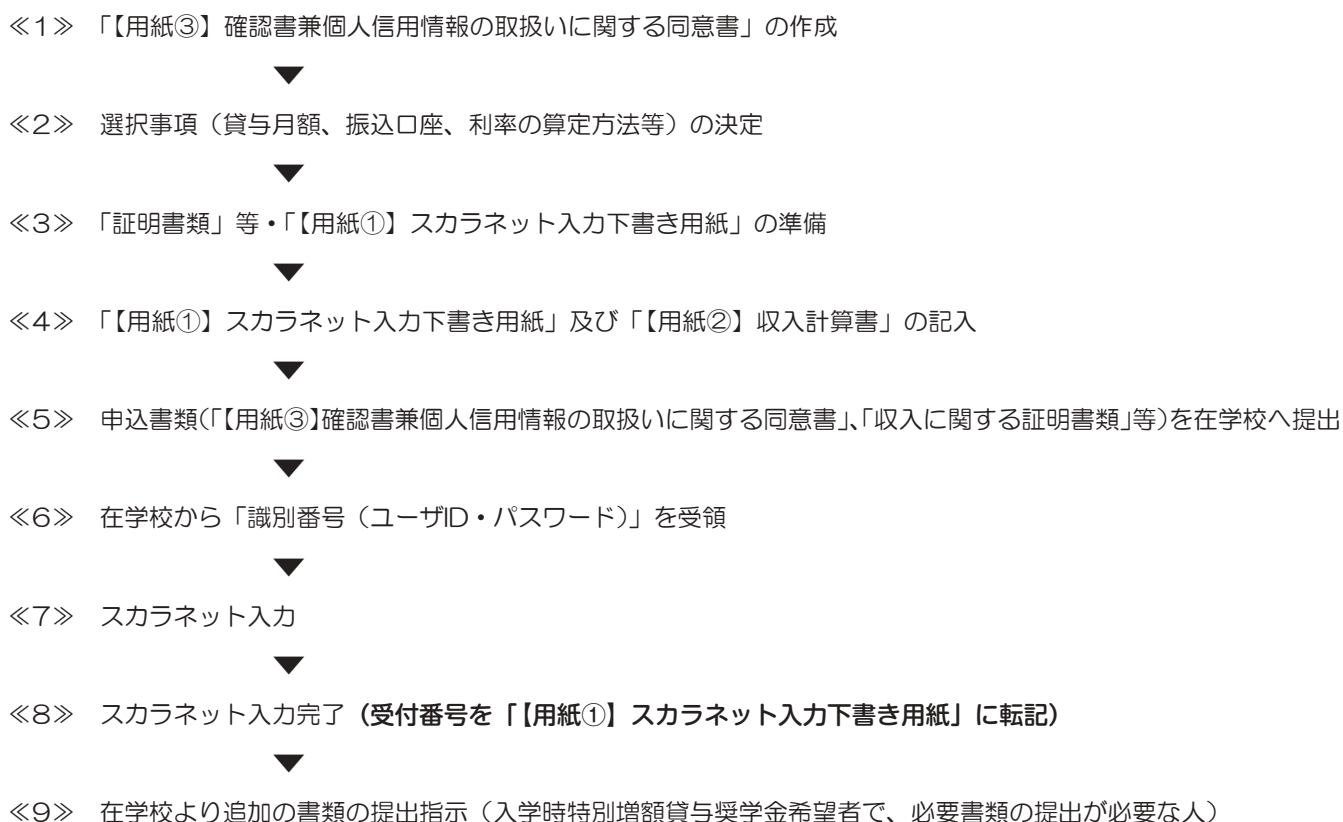 ≪1≫ 「【用紙③】確認書兼個人信用情報の取扱いに関する同意書」の作成
▼
≪2≫ 選択事項（貸与月額、振込口座、利率の算定方法等）の決定
▼
≪3≫ 「証明書類」等・「【用紙①】スカラネット入力下書き用紙」の準備
▼
≪4≫ 「【用紙①】スカラネット入力下書き用紙」及び「【用紙②】収入計算書」の記入
▼
≪5≫ 申込書類（「【用紙③】確認書兼個人信用情報の取扱いに関する同意書」、「収入に関する証明書類」等）を在学校へ提出
▼
≪6≫ 在学校から「識別番号（ユーザID・パスワード）」を受領
▼
≪7≫ スカラネット入力
▼
≪8≫ スカラネット入力完了（受付番号を「【用紙①】スカラネット入力下書き用紙」に転記）
▼
≪9≫ 在学校より追加の書類の提出指示（入学時特別増額貸与奨学金希望者で、必要書類の提出が必要な人）